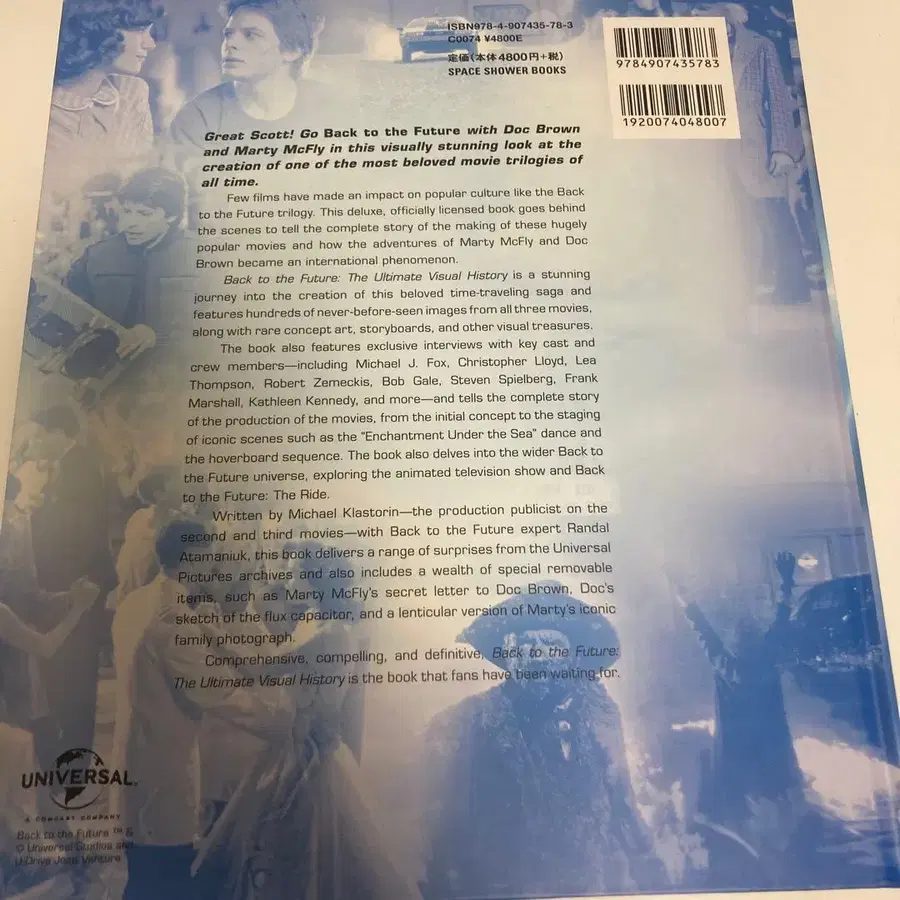 ISBN978-4-907435-78-3
C0074 ¥4800E
定価(本体4800円+税)
SPACE SHOWER BOOKS
9784907435783
1920074048007
Great Scott! Go Back to the Future with Doc Brown
and Marty McFly in this visually stunning look at the
creation of one of the most beloved movie trilogies of
all time.
Few films have made an impact on popular culture like the Back
to the Future trilogy. This deluxe, officially licensed book goes behind
the scenes to tell the complete story of the making of these hugely
popular movies and how the adventures of Marty McFly and Doc
Brown became an international phenomenon.
Back to the Future: The Ultimate Visual History is a stunning
journey into the creation of this beloved time-traveling saga and
features hundreds of never-before-seen images from all three movies,
along with rare concept art, storyboards, and other visual treasures.
The book also features exclusive interviews with key cast and
crew members—including Michael J. Fox, Christopher Lloyd, Lea
Thompson, Robert Zemeckis, Bob Gale, Steven Spielberg, Frank
Marshall, Kathleen Kennedy, and more—and tells the complete story
of the production of the movies, from the initial concept to the staging
of iconic scenes such as the "Enchantment Under the Sea" dance and
the hoverboard sequence. The book also delves into the wider Back to
the Future universe, exploring the animated television show and Back
to the Future: The Ride.
Written by Michael Klastorin—the production publicist on the
second and third movies—with Back to the Future expert Randal
Atamaniuk, this book delivers a range of surprises from the Universal
Pictures archives and also includes a wealth of special removable
items, such as Marty McFly's secret letter to Doc Brown, Doc's
sketch of the flux capacitor, and a lenticular version of Marty's iconic
family photograph.
Comprehensive, compelling, and definitive, Back to the Future:
The Ultimate Visual History is the book that fans have been waiting for.
UNIVERSAL
A COMCAST COMPANY
Back to the Future ™ &
© Universal Studios and
U-Drive Joint Venture